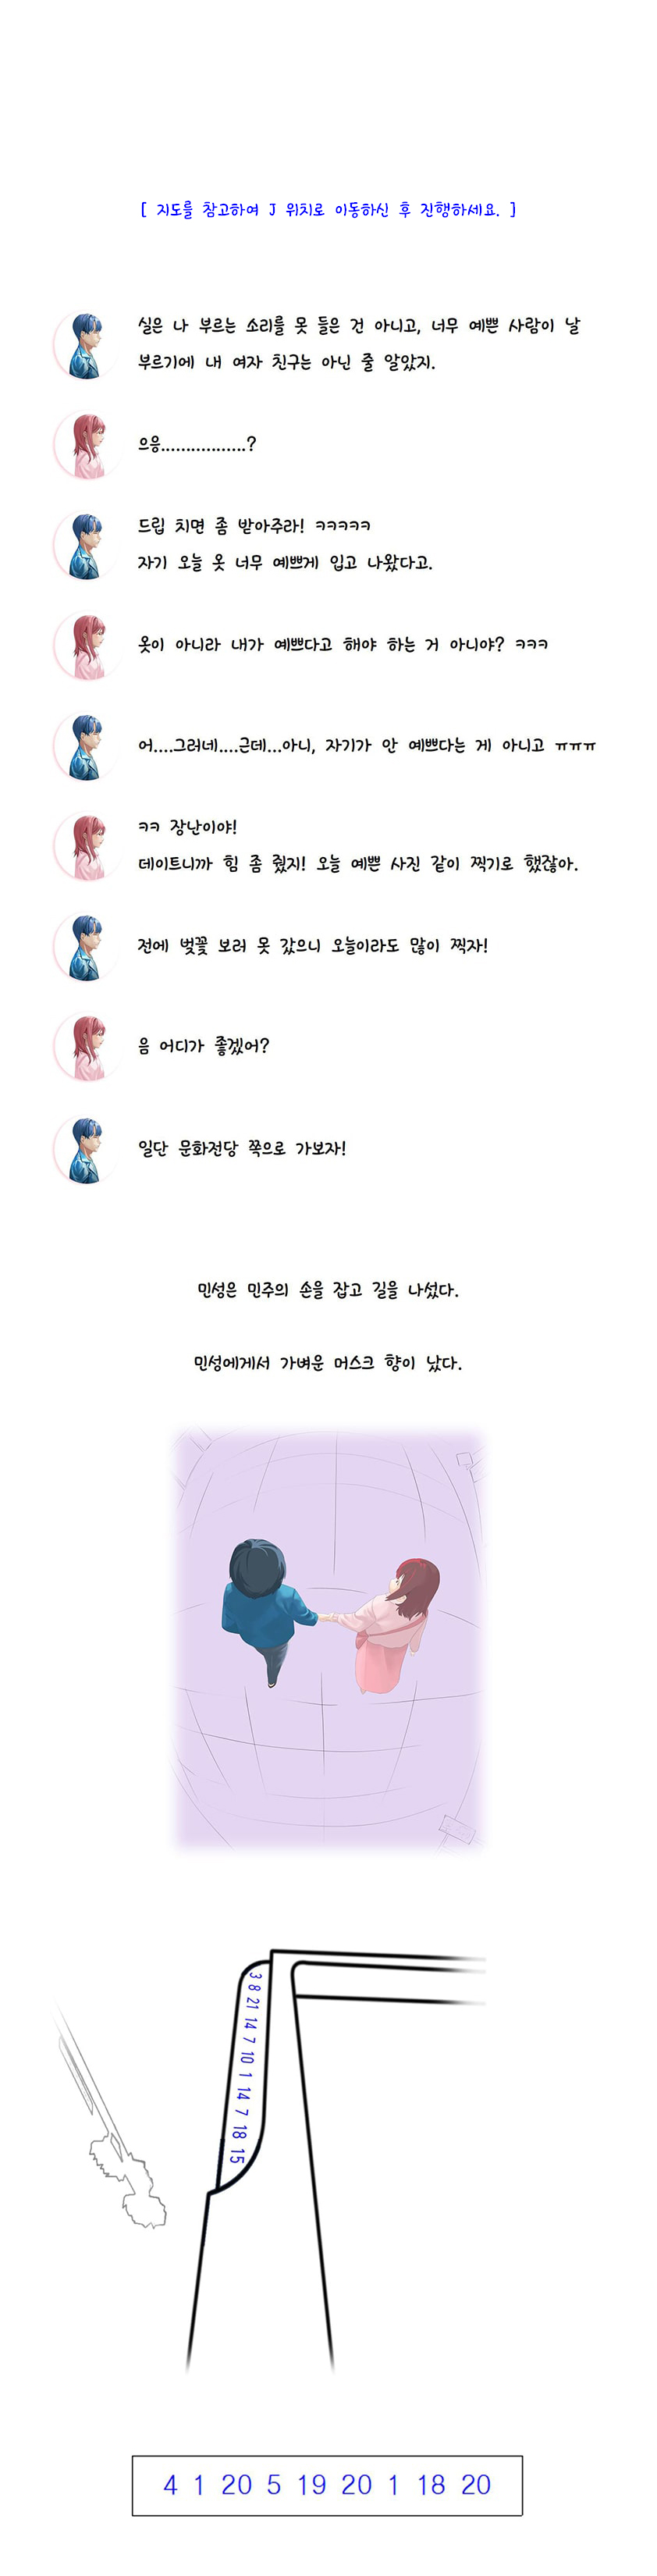 [ 지도를 참고하여 J 위치로 이동하신 후 진행하세요. ]
실은 나 부르는 소리를 못 들은 건 아니고, 너무 예쁜 사람이 날
부르기에 내 여자 친구는 아닌 줄 알았지.
으응.................?
드립 치면 좀 받아주라! ㅋㅋㅋㅋㅋ
자기 오늘 옷 너무 예쁘게 입고 나왔다고.
옷이 아니라 내가 예쁘다고 해야 하는 거 아니야? ㅋㅋㅋ
어....그러네....근데...아니, 자기가 안 예쁘다는 게 아니고 ㅠㅠㅠ
ㅋㅋ 장난이야!
데이트니까 힘 좀 줬지! 오늘 예쁜 사진 같이 찍기로 했잖아.
전에 벚꽃 보러 못 갔으니 오늘이라도 많이 찍자!
음 어디가 좋겠어?
일단 문화전당 쪽으로 가보자!
민성은 민주의 손을 잡고 길을 나섰다.
민성에게서 가벼운 머스크 향이 났다.
3 8 21 14 7 10 1 14 7 18 15
4 1 20 5 19 20 1 18 20